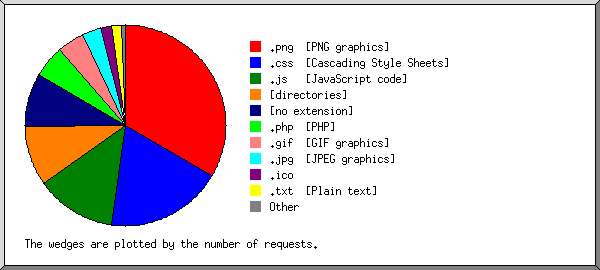 .png  [PNG graphics]
.css  [Cascading Style Sheets]
.js   [JavaScript code]
[directories]
[no extension]
.php  [PHP]
.gif  [GIF graphics]
.jpg  [JPEG graphics]
.ico
.txt  [Plain text]
Other
The wedges are plotted by the number of requests.